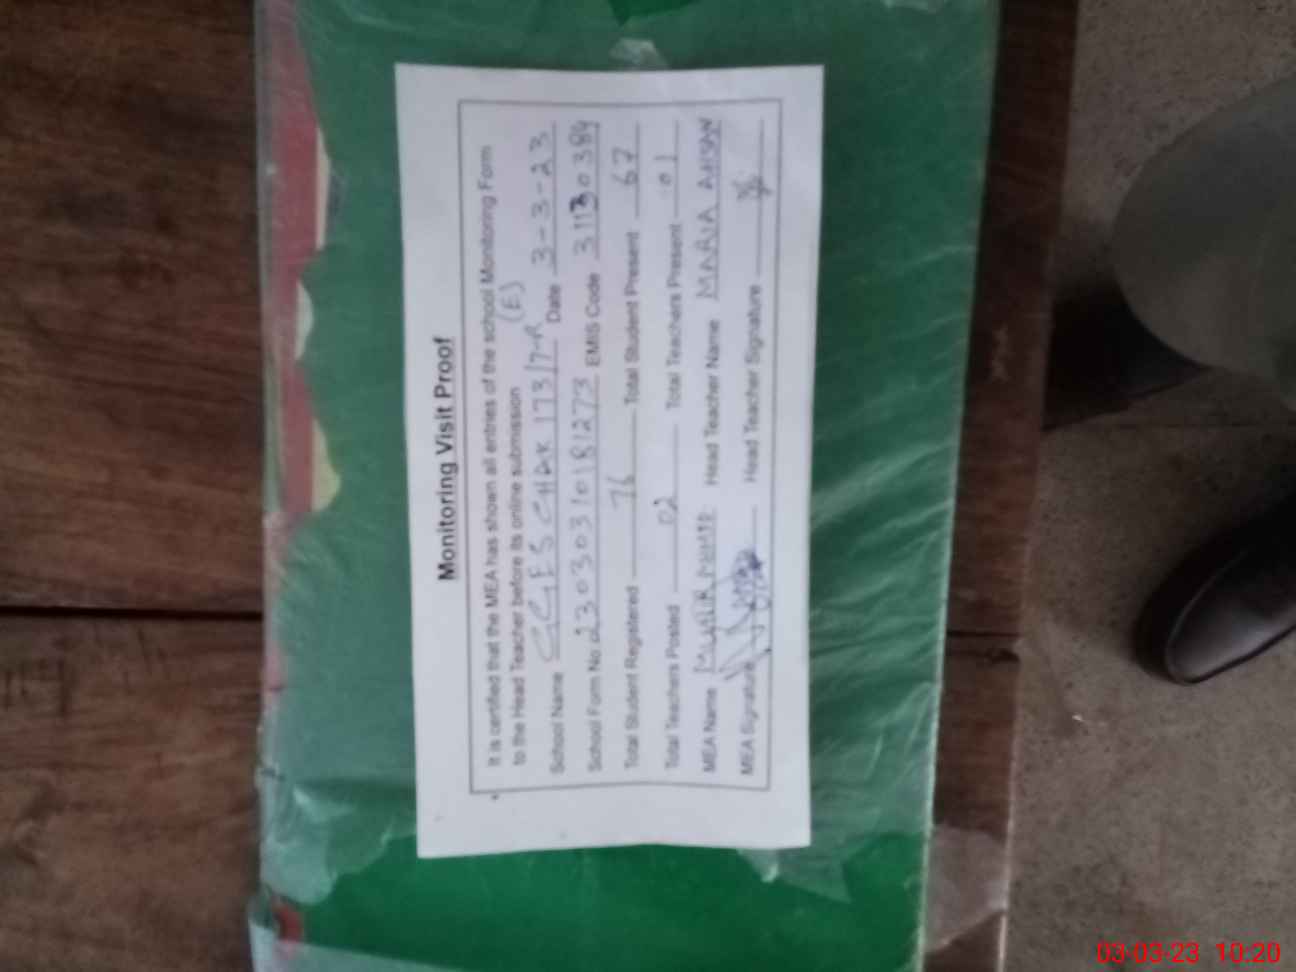 Monitoring Visit Proof
It is certified that the MEA has shown all entries of the school Monitoring Form
to the Head Teacher before its online submission
School Name GGES CHAK 173/7-R (E) Date 3-3-23
School Form No 23030310181273 EMIS Code 31130384
Total Student Registered 76 Total Student Present 67
Total Teachers Posted 02 Total Teachers Present 01
MEA Name Head Teacher Name MARIA AHSAN
MEA Signature Head Teacher Signature
03-03-23 10:20